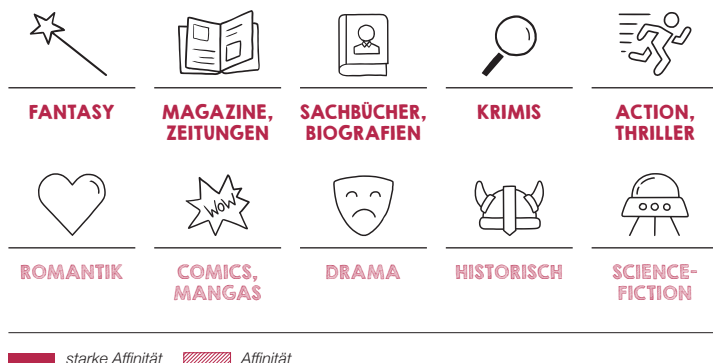 FANTASY
MAGAZINE,
ZEITUNGEN
SACHBÜCHER,
BIOGRAFIEN
KRIMIS
ACTION,
THRILLER
WOW
ROMANTIK
COMICS,
MANGAS
DRAMA
HISTORISCH
SCIENCE-
FICTION
starke Affinität
Affinität